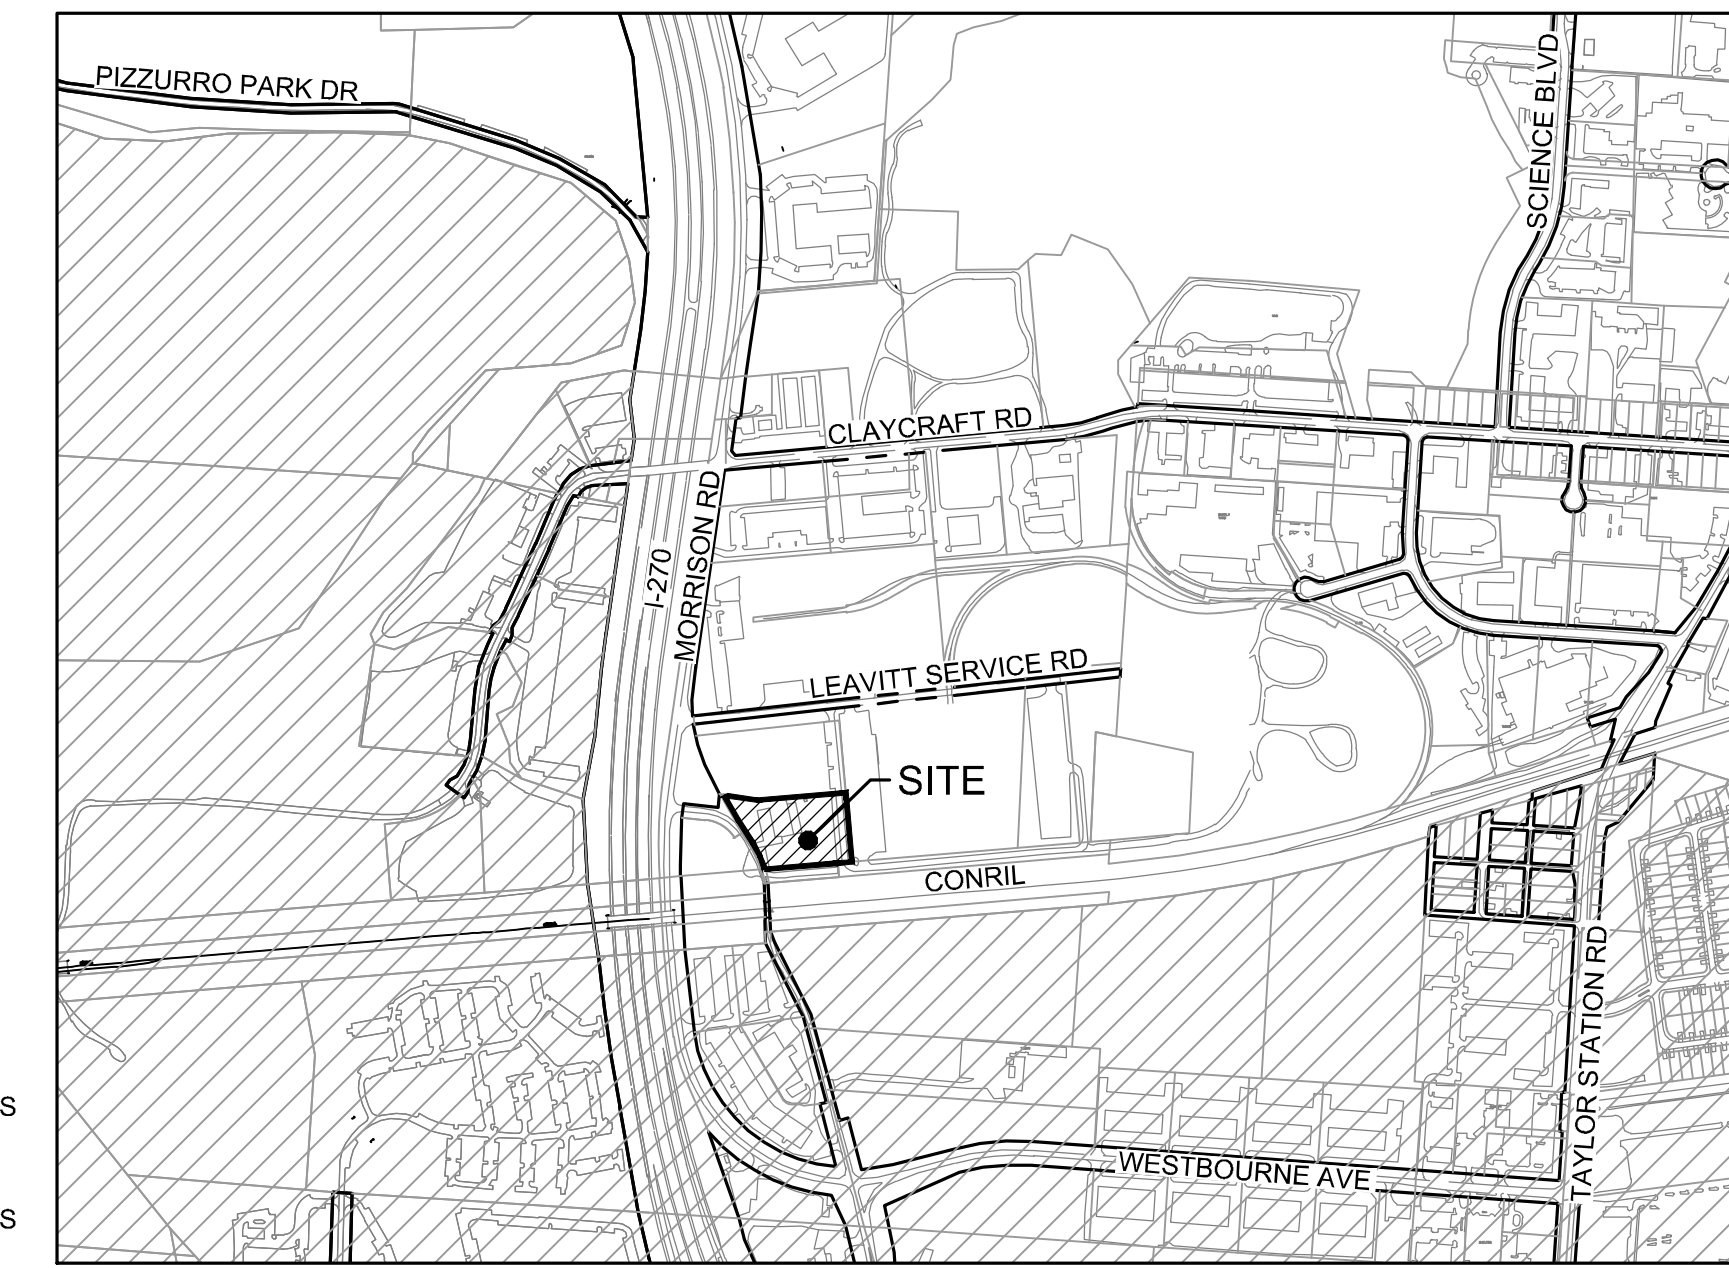 PIZZURRO PARK DR
SCIENCE BLVD
CLAYCRAFT RD
MORRISON RD
I-270
LEAVITT SERVICE RD
SITE
CONRIL
TAYLOR STATION RD
S
WESTBOURNE AVE
S